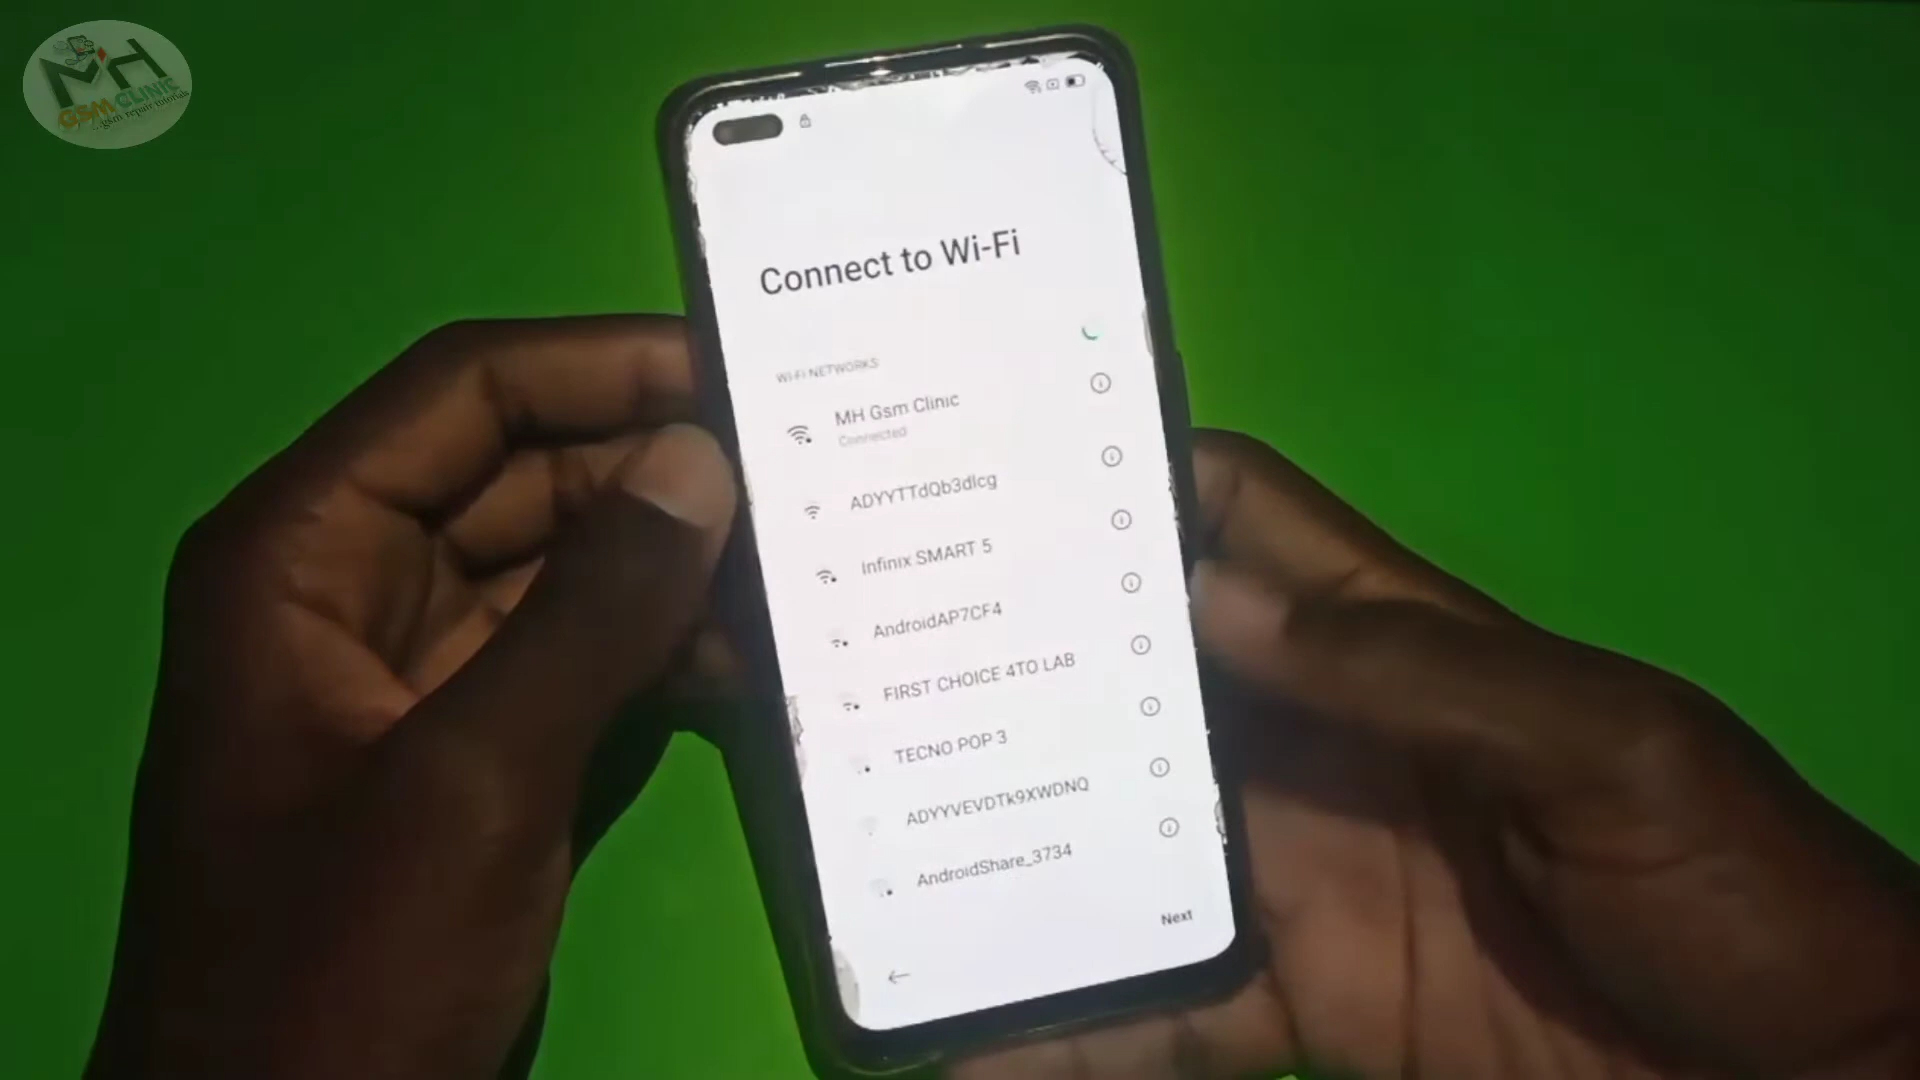 MH
GSM CLINIC
...gsm repair tutorials
Connect to Wi-Fi
WI-FI NETWORKS
MH Gsm Clinic
Connected
ADYYTTdQb3dlcg
Infinix SMART 5
AndroidAP7CF4
FIRST CHOICE 4TO LAB
TECNO POP 3
ADYYVEVDTk9XWDNQ
AndroidShare_3734
Next